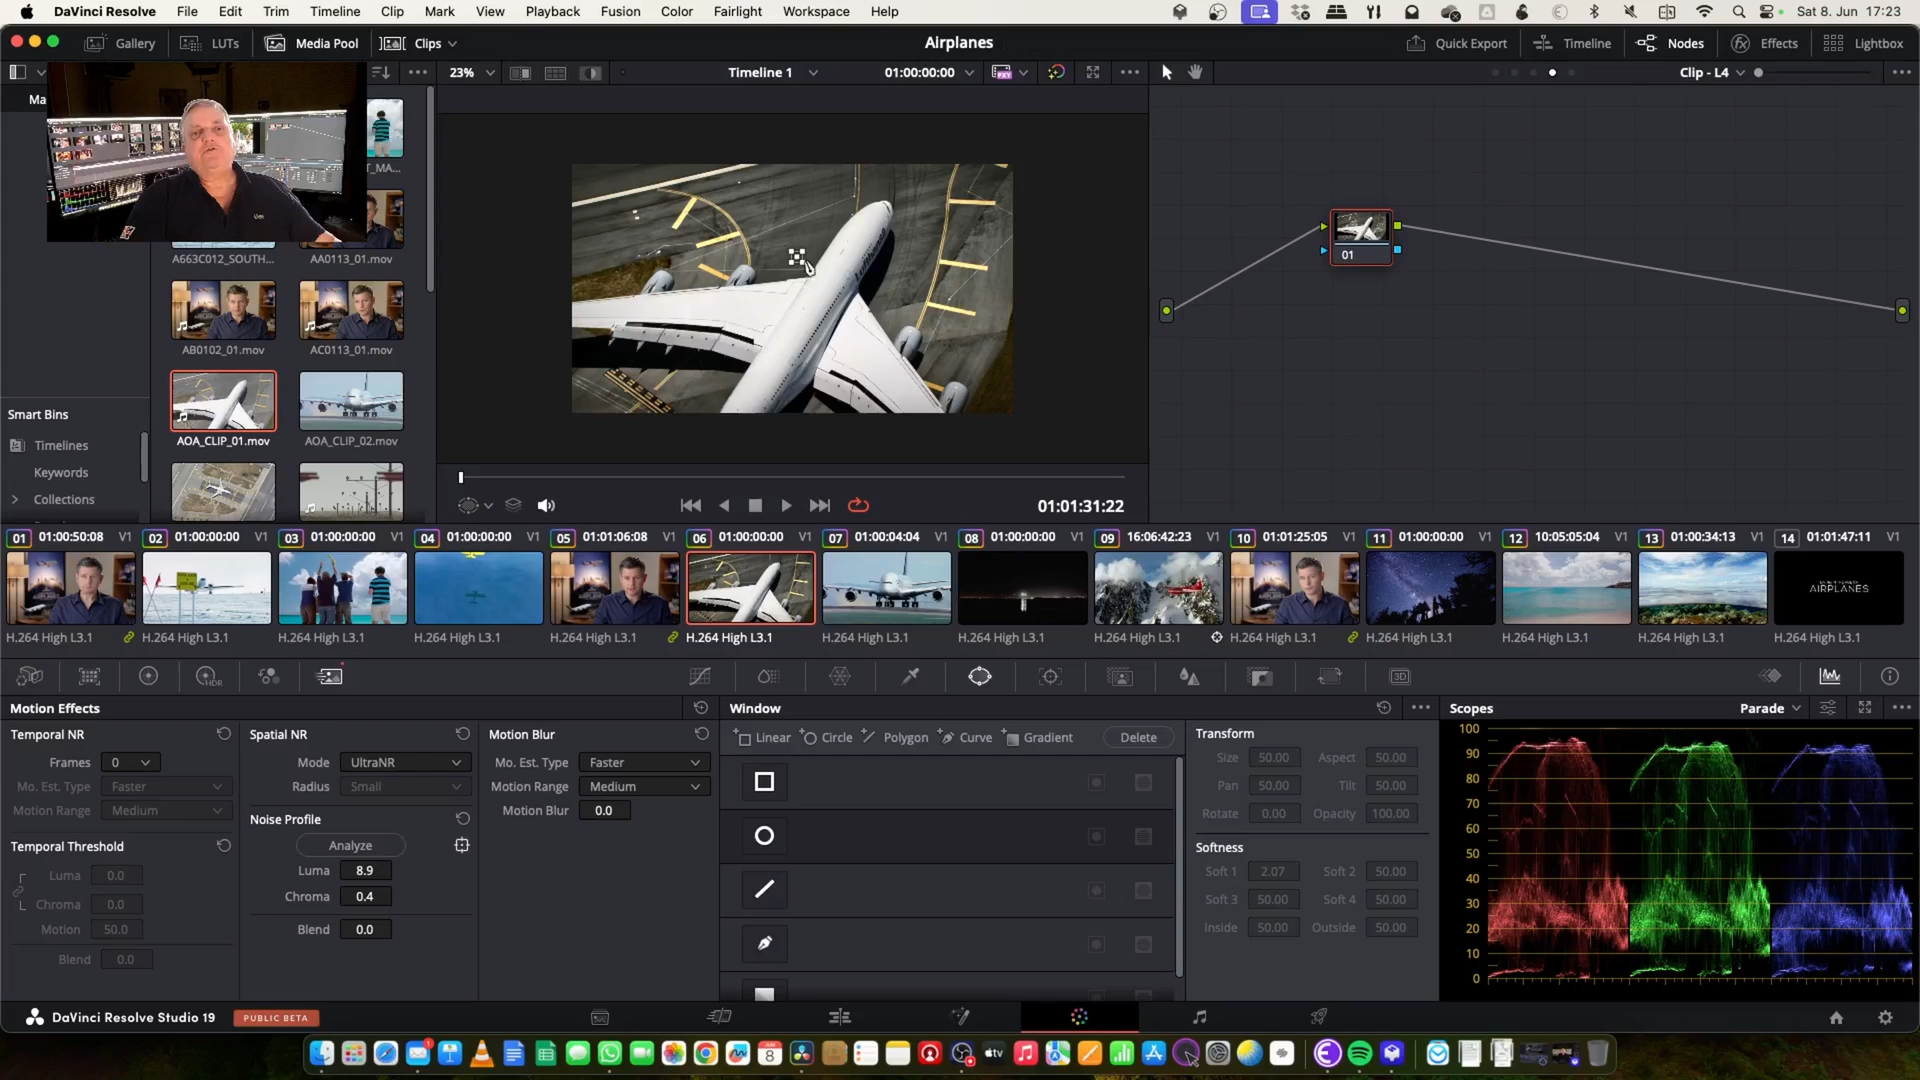 DaVinci Resolve File Edit Trim Timeline Clip Mark View Playback Fusion Color Fairlight Workspace Help Sat 8. Jun 17:23
Gallery LUTs Media Pool Clips Airplanes Quick Export Timeline Nodes Effects Lightbox
23% Timeline 1 01:00:00:00 PXY Clip - L4
Ma
T_MA...
A663C012_SOUTH... AA0113_01.mov
AB0102_01.mov AC0113_01.mov
AOA_CLIP_01.mov AOA_CLIP_02.mov
Smart Bins
Timelines
Keywords
Collections
01
01:01:31:22
01 01:00:50:08 V1 02 01:00:00:00 V1 03 01:00:00:00 V1 04 01:00:00:00 V1 05 01:01:06:08 V1 06 01:00:00:00 V1 07 01:00:04:04 V1 08 01:00:00:00 V1 09 16:06:42:23 V1 10 01:01:25:05 V1 11 01:00:00:00 V1 12 10:05:05:04 V1 13 01:00:34:13 V1 14 01:01:47:11 V1
AIRPLANES
H.264 High L3.1 H.264 High L3.1 H.264 High L3.1 H.264 High L3.1 H.264 High L3.1 H.264 High L3.1 H.264 High L3.1 H.264 High L3.1 H.264 High L3.1 H.264 High L3.1 H.264 High L3.1 H.264 High L3.1 H.264 High L3.1 H.264 High L3.1
HDR 3D
Motion Effects Window Scopes Parade
Temporal NR Spatial NR Motion Blur Transform
Linear Circle Polygon Curve Gradient Delete
Frames 0 Mode UltraNR Mo. Est. Type Faster Size 50.00 Aspect 50.00
Mo. Est. Type Faster Radius Small Motion Range Medium Pan 50.00 Tilt 50.00
Motion Range Medium Motion Blur 0.0 Rotate 0.00 Opacity 100.00
Noise Profile
Temporal Threshold Analyze Softness
Luma 0.0 Luma 8.9 Soft 1 2.07 Soft 2 50.00
Chroma 0.0 Chroma 0.4 Soft 3 50.00 Soft 4 50.00
Motion 50.0 Blend 0.0 Inside 50.00 Outside 50.00
Blend 0.0
100
90
80
70
60
50
40
30
20
10
0
DaVinci Resolve Studio 19 PUBLIC BETA
1 8 tv